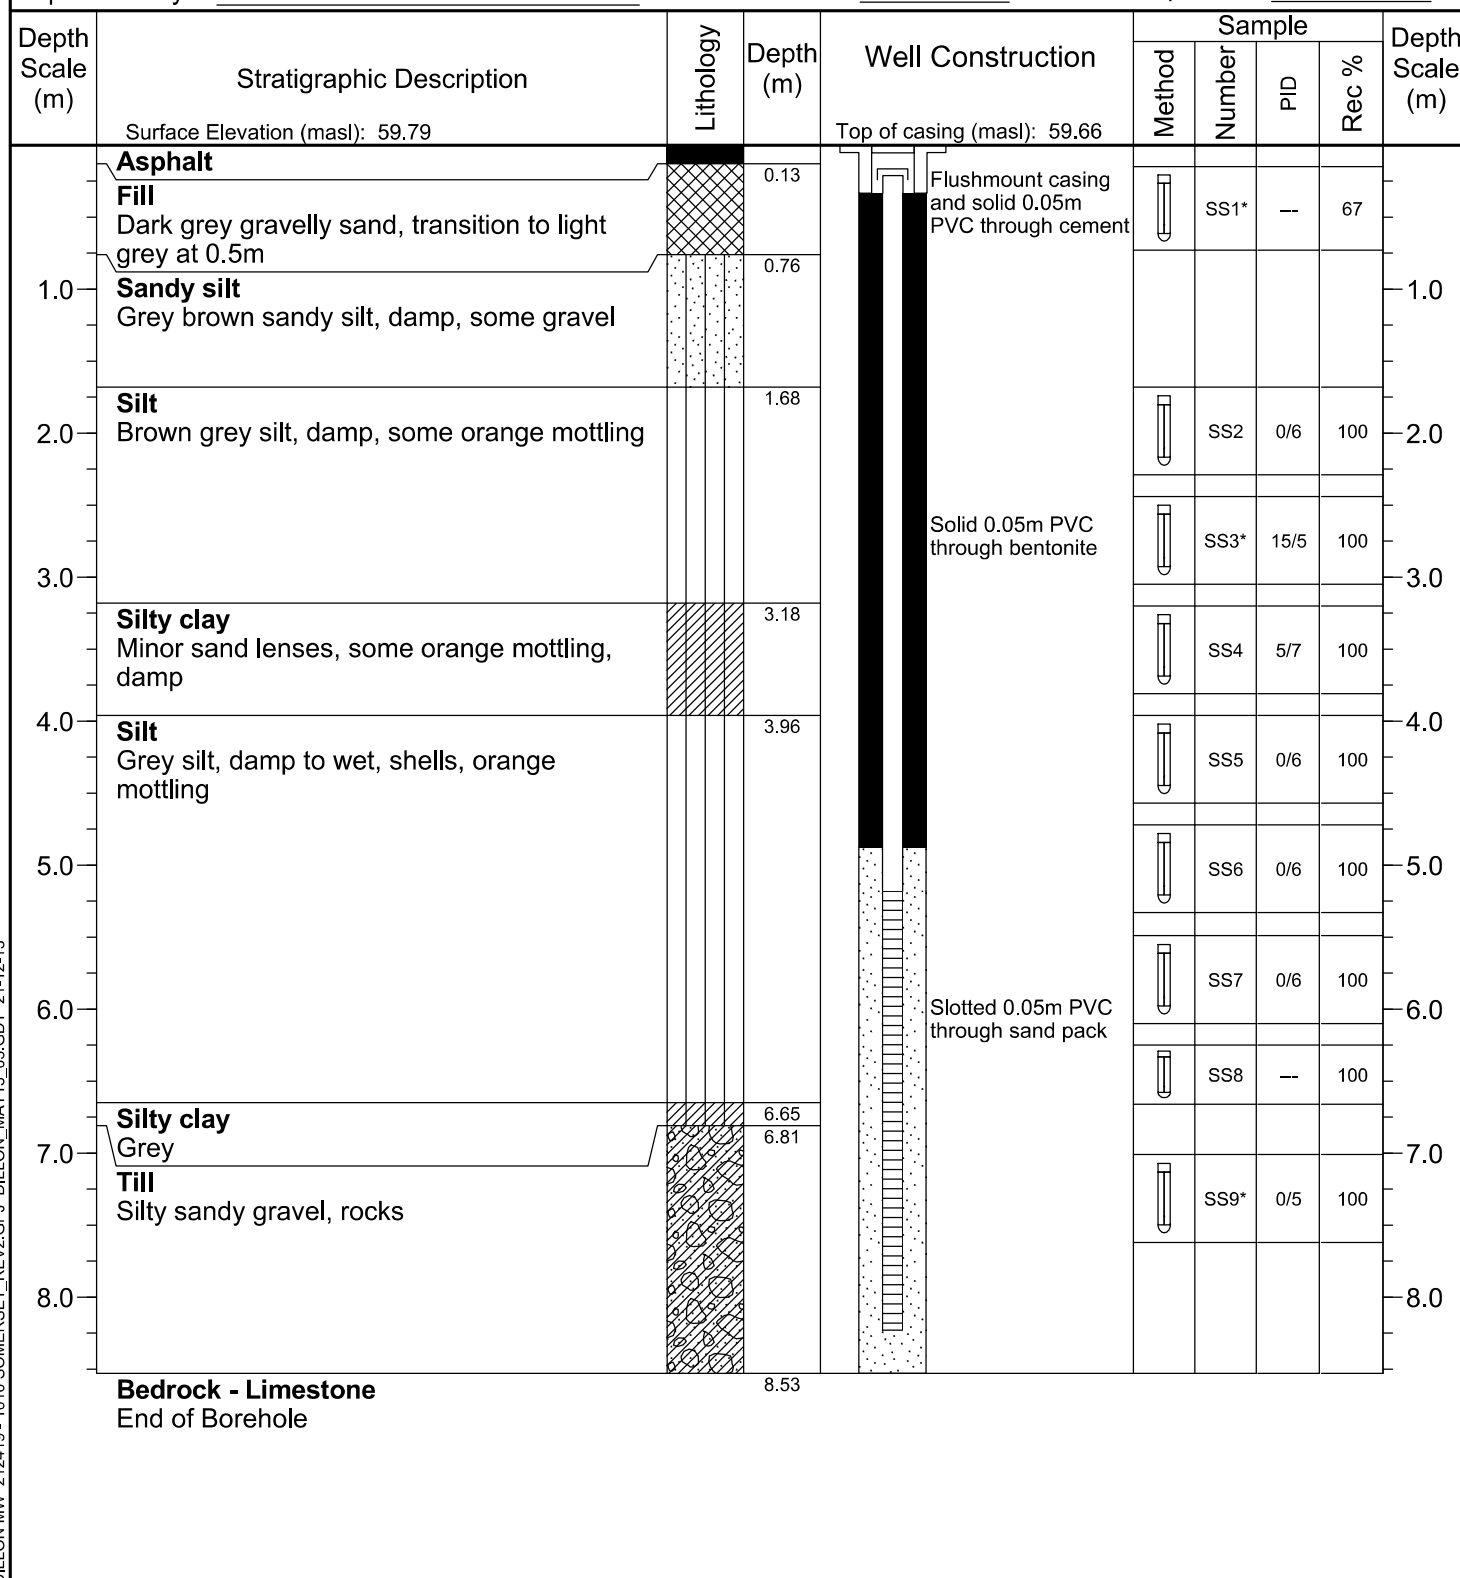 Depth
Scale
(m)
Stratigraphic Description
Surface Elevation (masl): 59.79
Lithology
Depth
(m)
Well Construction
Top of casing (masl): 59.66
Sample
Method
Number
PID
Rec %
Depth
Scale
(m)
Asphalt
0.13
Fill
Dark grey gravelly sand, transition to light
grey at 0.5m
0.76
Flushmount casing
and solid 0.05m
PVC through cement
SS1* --- 67
1.0
Sandy silt
Grey brown sandy silt, damp, some gravel
1.0
1.68
Silt
Brown grey silt, damp, some orange mottling
2.0
SS2 0/6 100
2.0
Solid 0.05m PVC
through bentonite
SS3* 15/5 100
3.0
3.0
3.18
Silty clay
Minor sand lenses, some orange mottling,
damp
SS4 5/7 100
4.0
4.0
3.96
Silt
Grey silt, damp to wet, shells, orange
mottling
SS5 0/6 100
5.0
SS6 0/6 100
5.0
SS7 0/6 100
6.0
Slotted 0.05m PVC
through sand pack
6.0
SS8 --- 100
6.65
Silty clay
Grey
6.81
7.0
7.0
Till
Silty sandy gravel, rocks
SS9* 0/5 100
8.0
8.0
8.53
Bedrock - Limestone
End of Borehole